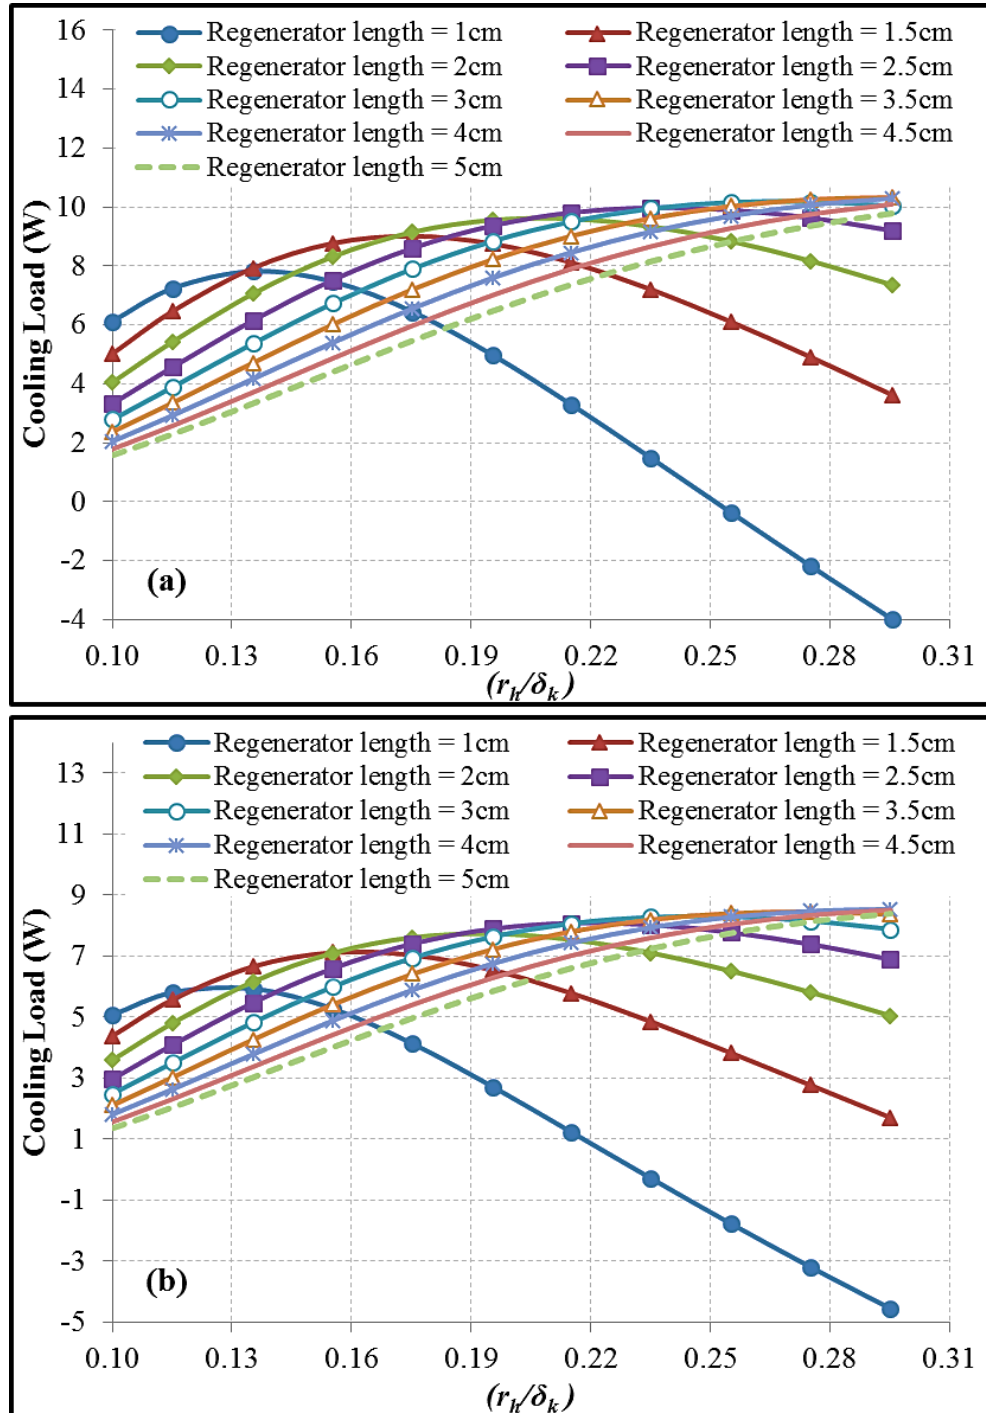 Regenerator length = 1cm
Regenerator length = 1.5cm
Regenerator length = 2cm
Regenerator length = 2.5cm
Regenerator length = 3cm
Regenerator length = 3.5cm
Regenerator length = 4cm
Regenerator length = 4.5cm
Regenerator length = 5cm
Cooling Load (W)
16
14
12
10
8
6
4
2
0
-2
-4
(a)
0.10 0.13 0.16 0.19 0.22 0.25 0.28 0.31
(r_h/δ_k)
Regenerator length = 1cm
Regenerator length = 1.5cm
Regenerator length = 2cm
Regenerator length = 2.5cm
Regenerator length = 3cm
Regenerator length = 3.5cm
Regenerator length = 4cm
Regenerator length = 4.5cm
Regenerator length = 5cm
Cooling Load (W)
13
11
9
7
5
3
1
-1
-3
-5
(b)
0.10 0.13 0.16 0.19 0.22 0.25 0.28 0.31
(r_h/δ_k)